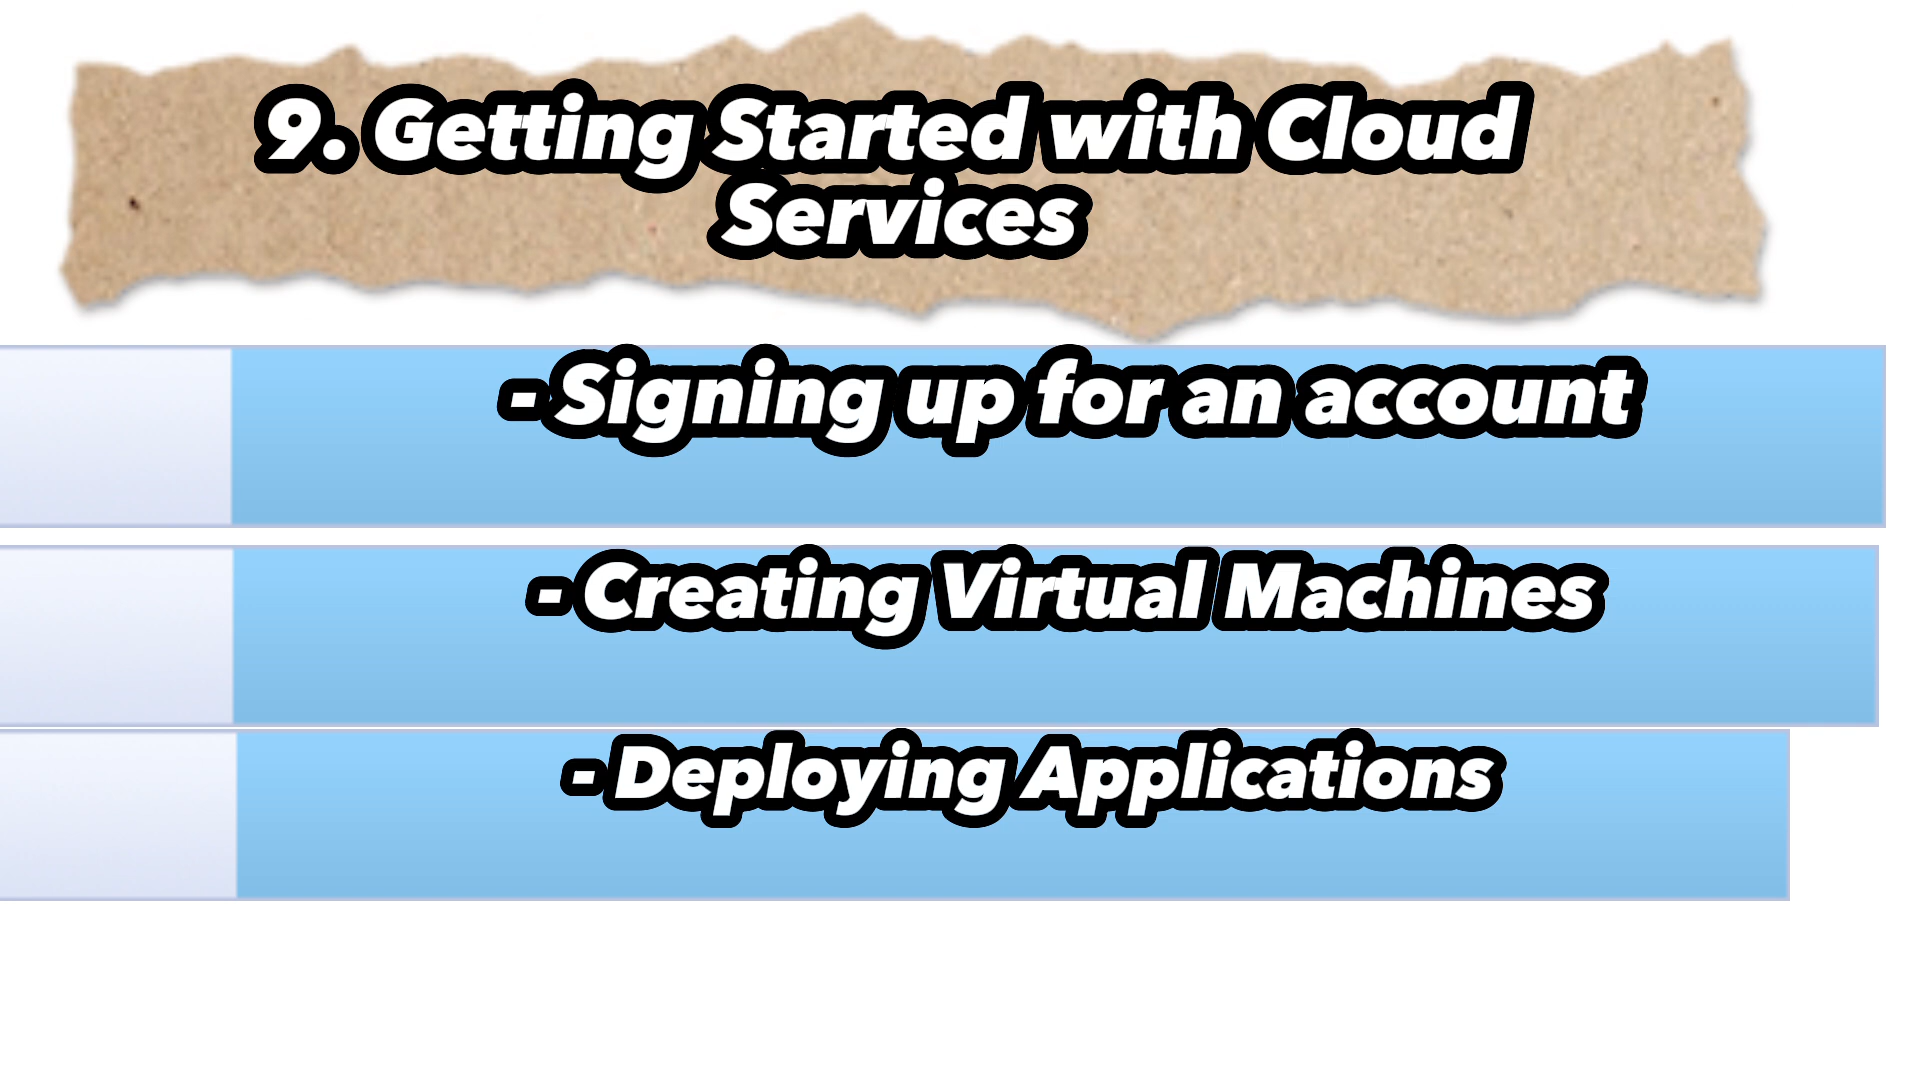 9. Getting Started with Cloud
Services
- Signing up for an account
- Creating Virtual Machines
- Deploying Applications